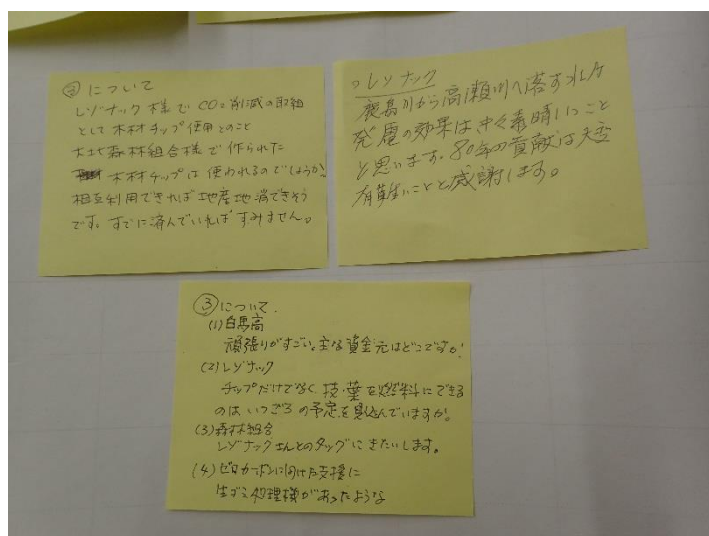 ②について
レゾナック様でCO2削減の取組
として木材チップ使用とのこと
大北森林組合様で作られた
木材チップは使われるのでしょうか?
相互利用できれば地産地消できそう
です。すでに済んでいればすみません。
レゾナック
鹿島川から高瀬川へ落す水力
発電の効果は、中々素晴しいこと
と思います。80年の貢献は大変
有難いことと感謝します。
③について.
(1)白馬高
頑張りがすごい。主な資金元はどこですか?
(2)レゾナック
チップだけでなく、枝・葉を燃料にできる
のはいつごろの予定を見込んでいますか。
(3)森林組合
レゾナックさんとのタッグにきたいします。
(4)ゼロカーボンに向けた支援に
生ゴミ処理機があったような